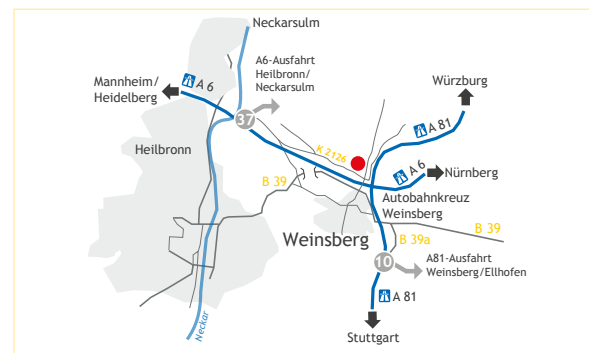 Neckarsulm
A6-Ausfahrt
Heilbronn/
Neckarsulm
Mannheim/
Heidelberg
A 6
Würzburg
37
A 81
K 2126
Heilbronn
B 39
A 6
Nürnberg
Autobahnkreuz
Weinsberg
Weinsberg
B 39a
B 39
10
A81-Ausfahrt
Weinsberg/Ellhofen
A 81
Neckar
Stuttgart